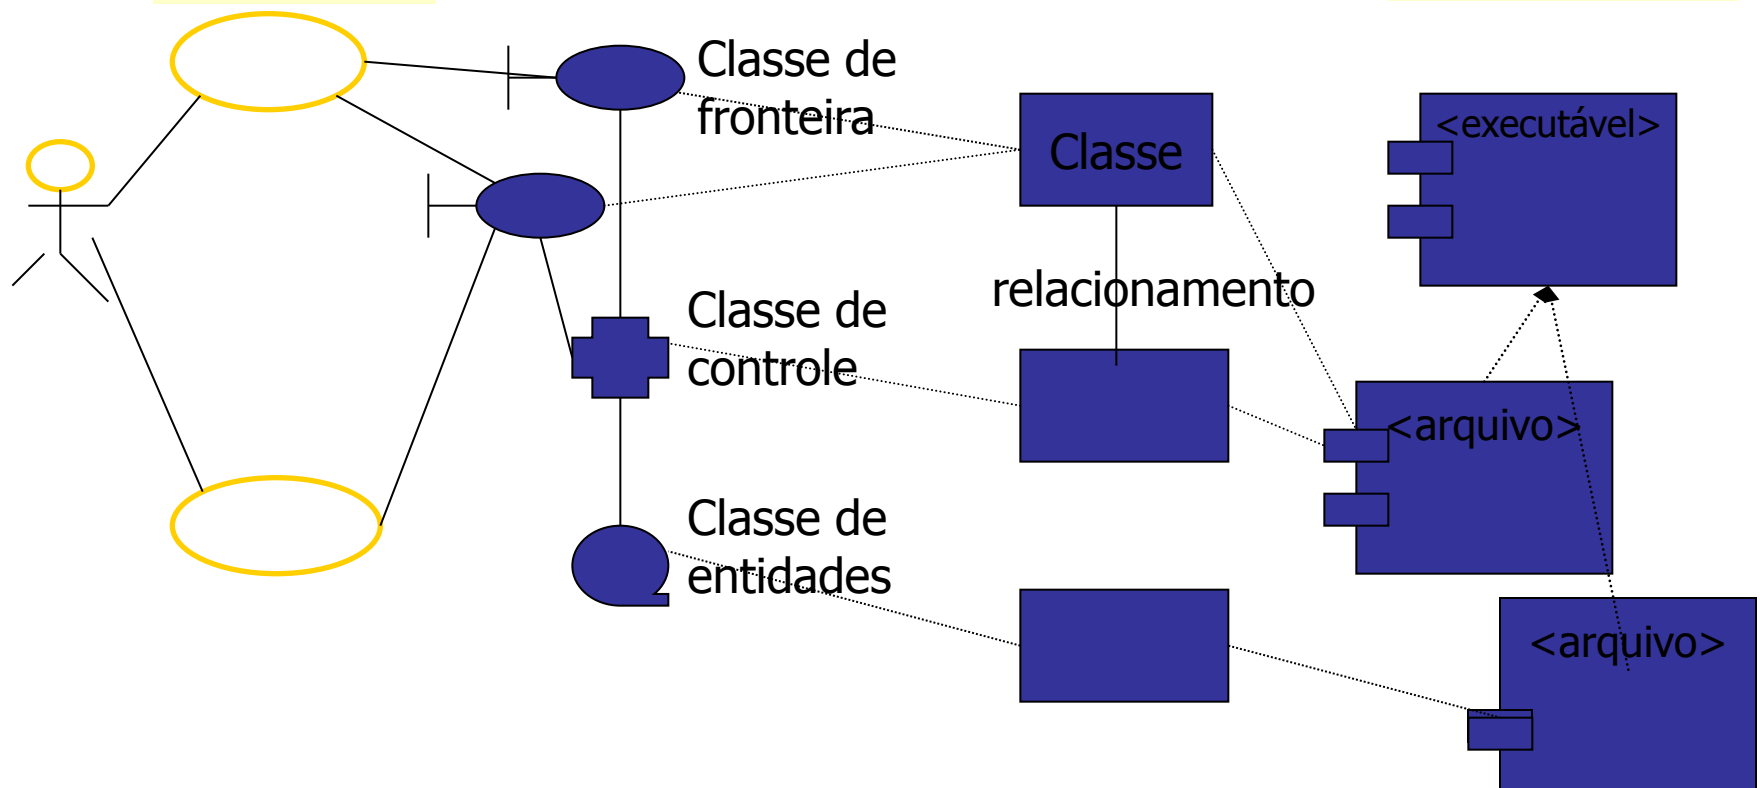 Classe de
fronteira
Classe
<executável>
relacionamento
Classe de
controle
<arquivo>
Classe de
entidades
<arquivo>